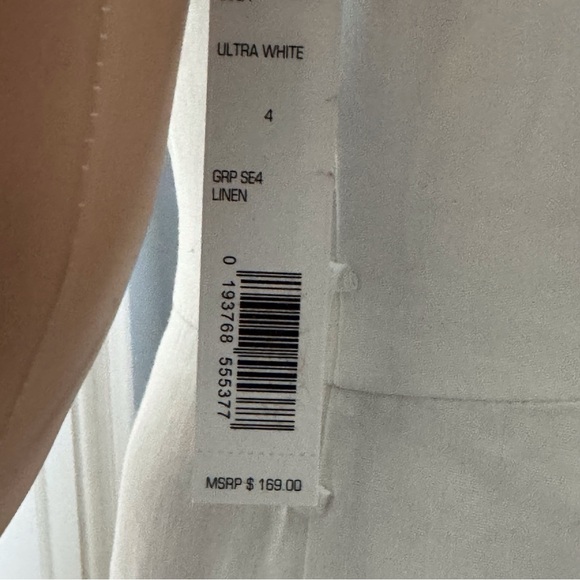 ULTRA WHITE
4
GRP SE4
LINEN
0 193768 555377
MSRP $ 169.00